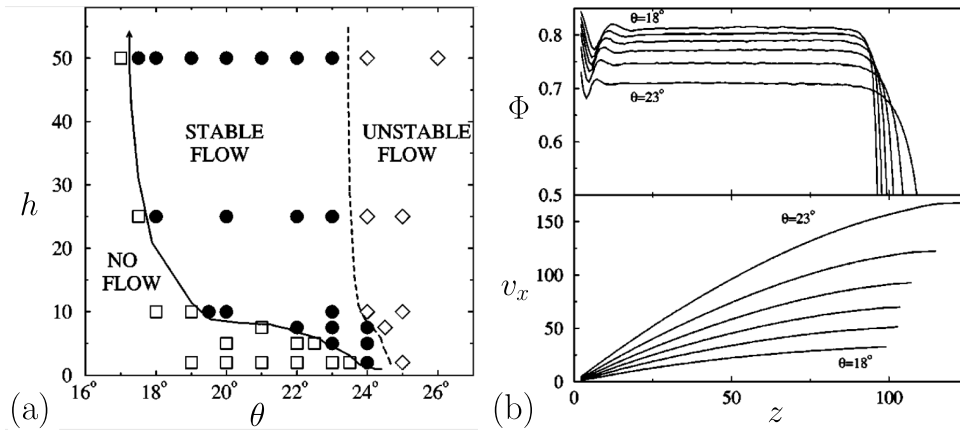 50
40
30
20
10
0
h
16°
18°
20°
22°
24°
26°
θ
NO
FLOW
STABLE
FLOW
UNSTABLE
FLOW
(a)
0.8
0.7
0.6
0.5
Φ
θ=18°
θ=23°
150
100
50
0
v_x
θ=23°
θ=18°
0
50
100
z
(b)